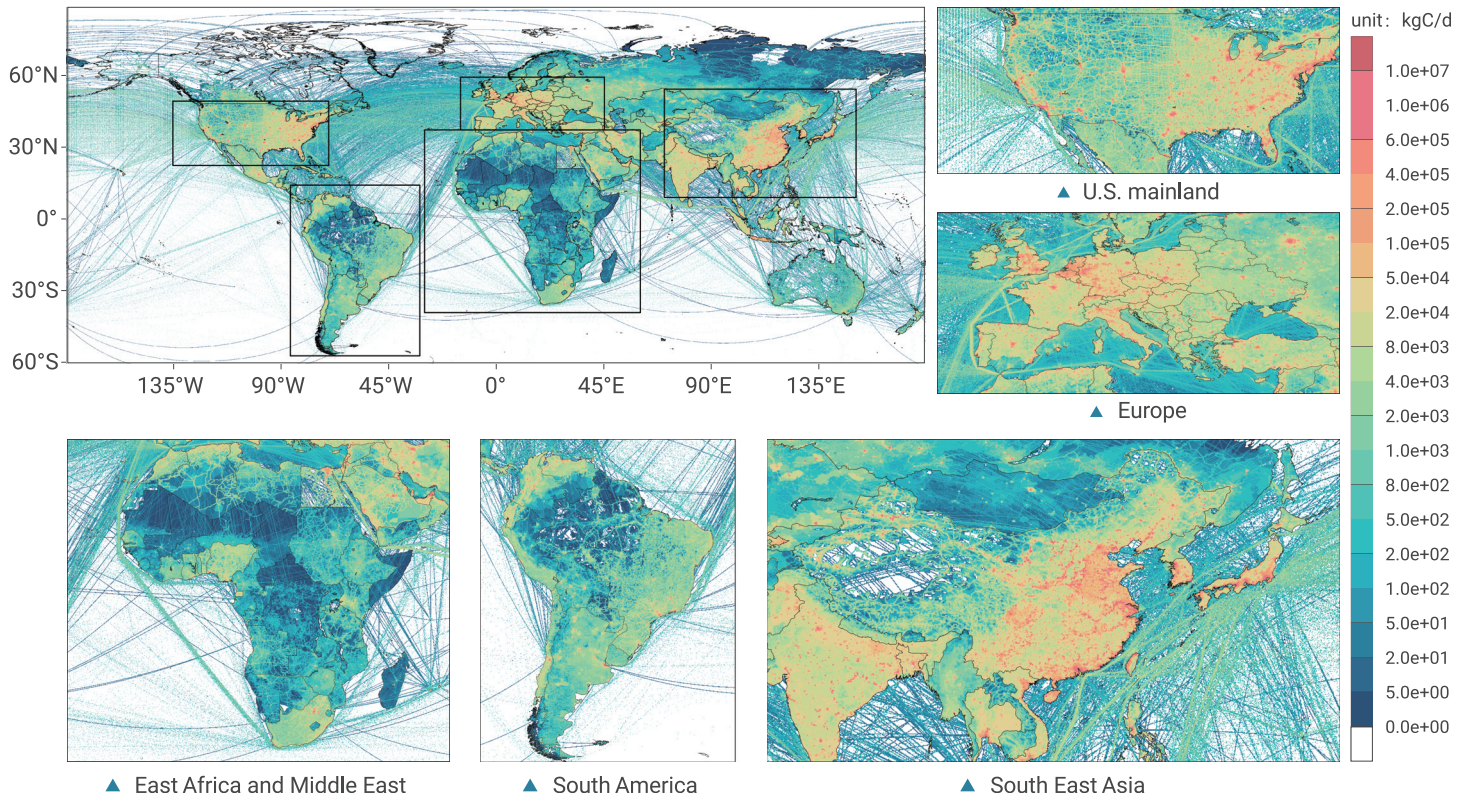 unit: kgC/d
60°N
30°N
0°
30°S
60°S
135°W 90°W 45°W 0° 45°E 90°E 135°E
▲ U.S. mainland
▲ Europe
▲ East Africa and Middle East
▲ South America
▲ South East Asia
1.0e+07
1.0e+06
6.0e+05
4.0e+05
2.0e+05
1.0e+05
5.0e+04
2.0e+04
8.0e+03
4.0e+03
2.0e+03
1.0e+03
8.0e+02
5.0e+02
2.0e+02
1.0e+02
5.0e+01
2.0e+01
5.0e+00
0.0e+00